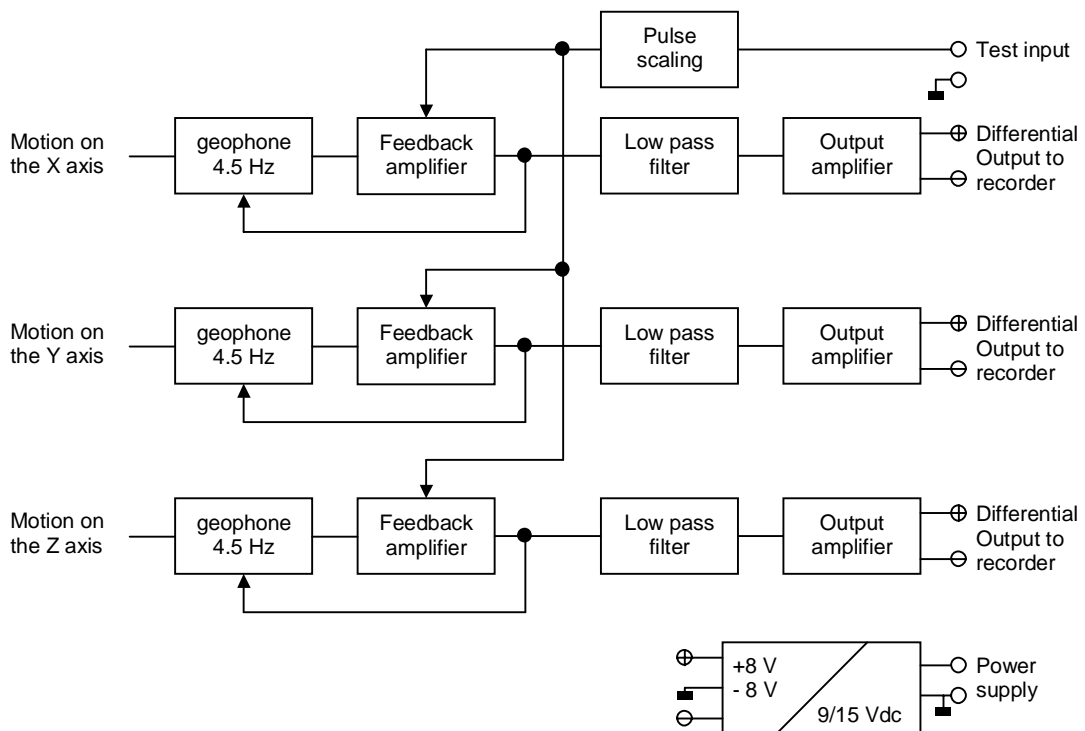 Pulse
scaling
Test input
Motion on
the X axis
geophone
4.5 Hz
Feedback
amplifier
Low pass
filter
Output
amplifier
Differential
Output to
recorder
Motion on
the Y axis
geophone
4.5 Hz
Feedback
amplifier
Low pass
filter
Output
amplifier
Differential
Output to
recorder
Motion on
the Z axis
geophone
4.5 Hz
Feedback
amplifier
Low pass
filter
Output
amplifier
Differential
Output to
recorder
+8 V
- 8 V
9/15 Vdc
Power
supply